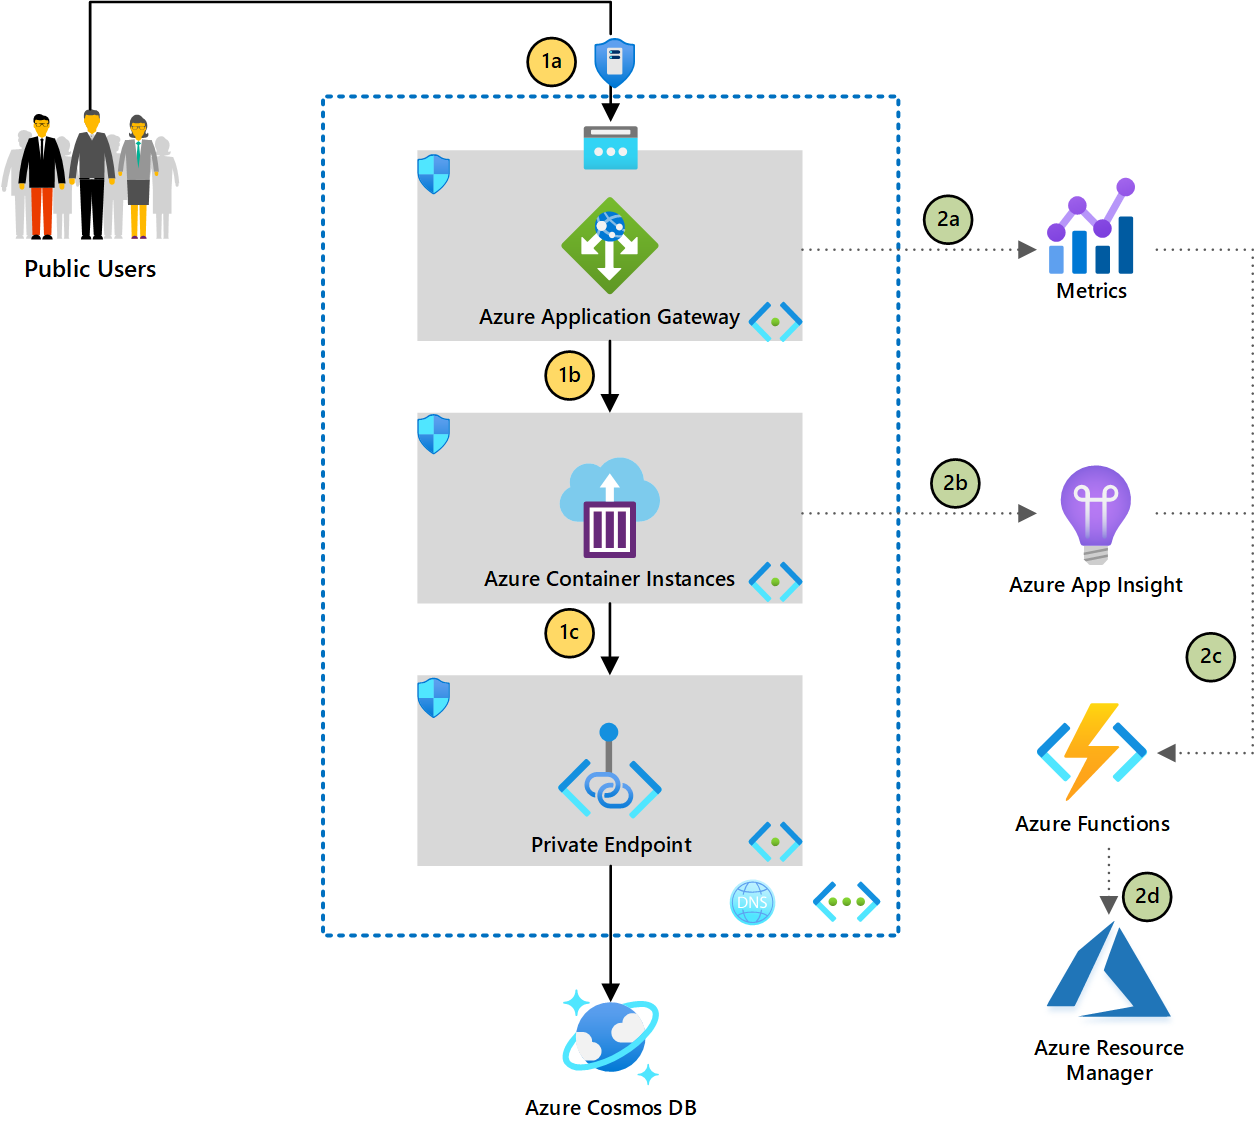 1a
Public Users
2a
Azure Application Gateway
Metrics
1b
2b
Azure Container Instances
Azure App Insight
1c
2c
Private Endpoint
Azure Functions
DNS
2d
Azure Resource
Manager
Azure Cosmos DB